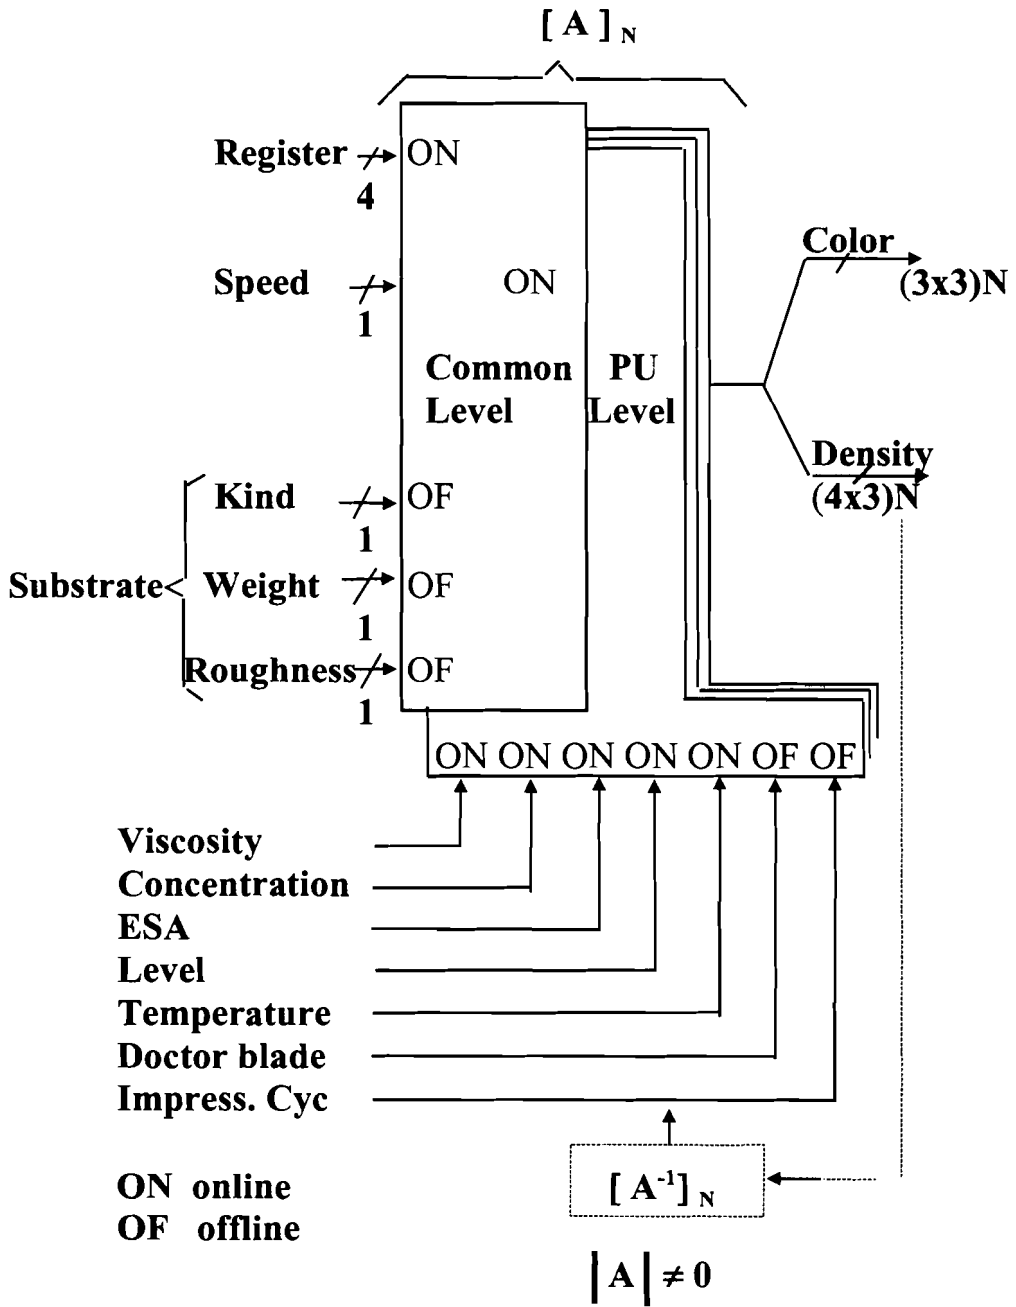 [ A ] N
Register ON
4
Speed ON
1
Color
(3x3)N
Common Level
PU Level
Density
(4x3)N
Kind OF
1
Substrate Weight OF
1
Roughness OF
1
ON ON ON ON ON OF OF
Viscosity
Concentration
ESA
Level
Temperature
Doctor blade
Impress. Cyc
[ A-1] N
ON online
OF offline
|A| ≠ 0